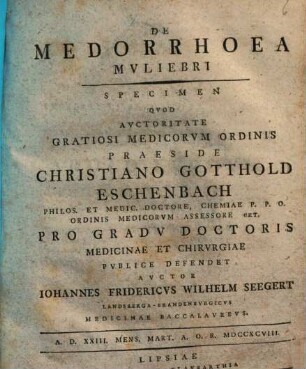 DE
MEDORRHOEA
MVLIEBRI
SPECIMEN
QVOD
AVCTORITATE
GRATIOSI MEDICORVM ORDINIS
PRAESIDE
CHRISTIANO GOTTHOLD
ESCHENBACH
PHILOS. ET MEDIC. DOCTORE, CHEMIAE P. P. O.
ORDINIS MEDICORVM ASSESSORE ETC.
PRO GRADV DOCTORIS
MEDICINAE ET CHIRVRGIAE
PVBLICE DEFENDET
AVCTOR
IOHANNES FRIDERICVS WILHELM SEEGERT
LANDSBERGA-BRANDENBVRGICVS
MEDICINAE BACCALAVREVS.
A. D. XXIII. MENS. MART. A. O. R. MDCCXCVIII.
LIPSIAE